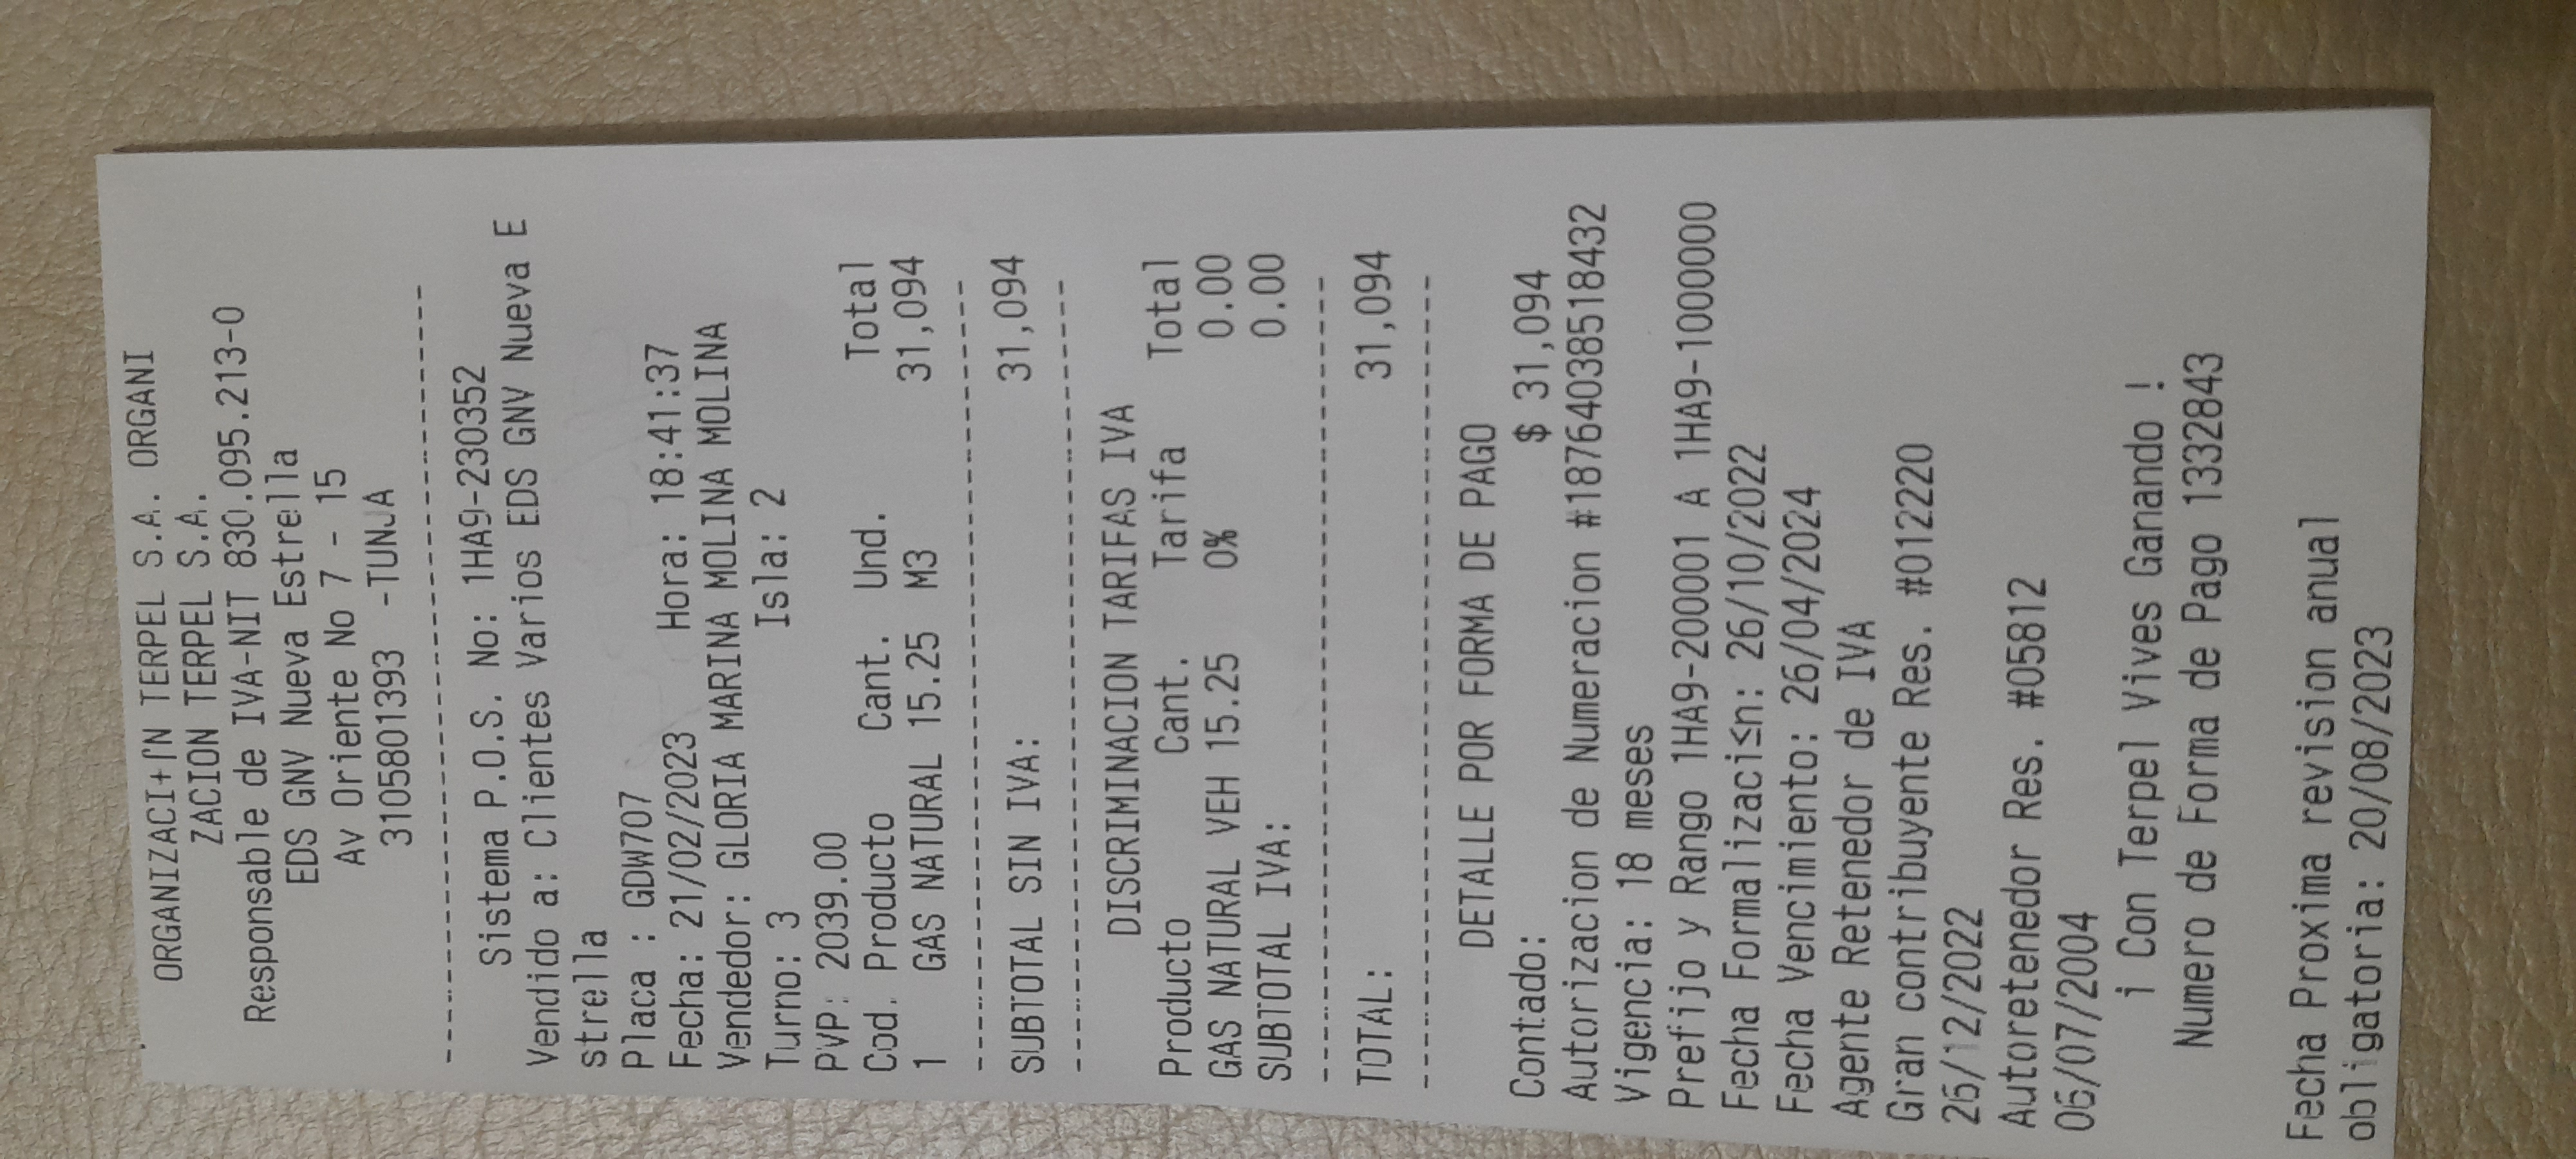 ORGANIZACI+⌠N TERPEL S.A. ORGANI
ZACION TERPEL S.A.
Responsable de IVA-NIT 830.095.213-0
EDS GNV Nueva Estrella
Av Oriente No 7 - 15
3105801393 -TUNJA
--------------------------------
Sistema P.O.S. No: 1HA9-230352
Vendido a: Clientes Varios EDS GNV Nueva E
strella
Placa : GDW707
Fecha: 21/02/2023 Hora: 18:41:37
Vendedor: GLORIA MARINA MOLINA MOLINA
Turno: 3 Isla: 2
PVP: 2039.00
Cod. Producto Cant. Und. Total
1 GAS NATURAL 15.25 M3 31,094
--------------------------------
SUBTOTAL SIN IVA: 31,094
--------------------------------
DISCRIMINACION TARIFAS IVA
Producto Cant. Tarifa Total
GAS NATURAL VEH 15.25 0% 0.00
SUBTOTAL IVA: 0.00
--------------------------------
TOTAL: 31,094
--------------------------------
DETALLE POR FORMA DE PAGO
Contado: $ 31,094
Autorizacion de Numeracion #18764038518432
Vigencia: 18 meses
Prefijo y Rango 1HA9-200001 A 1HA9-1000000
Fecha Formalizaci≤n: 26/10/2022
Fecha Vencimiento: 26/04/2024
Agente Retenedor de IVA
Gran contribuyente Res. #012220
26/12/2022
Autoretenedor Res. #05812
06/07/2004
¡ Con Terpel Vives Ganando !
Numero de Forma de Pago 1332843
Fecha Proxima revision anual
obligatoria: 20/08/2023